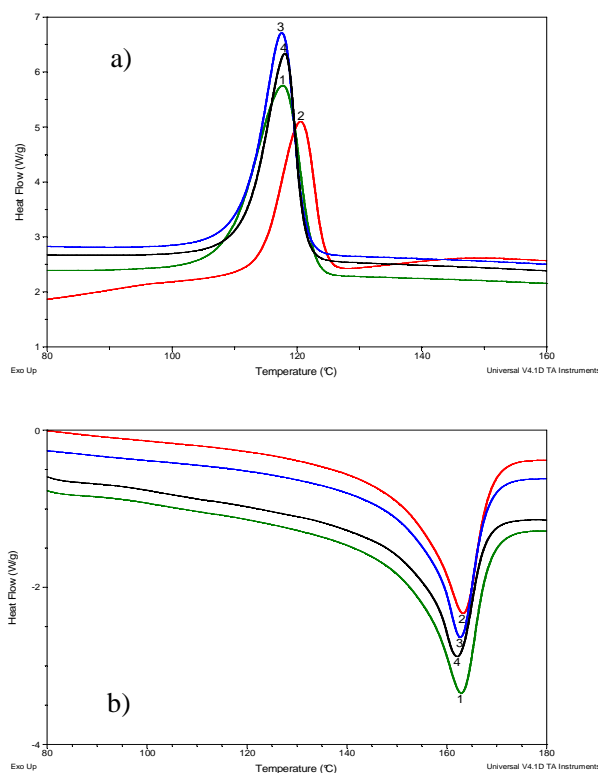 7
3
a)
4
6
1
5
2
Heat Flow (W/g)
4
3
2
1
80 100 120 140 160
Exo Up Temperature (°C) Universal V4.1D TA Instruments
0
Heat Flow (W/g)
-2
2
3
4
b)
1
-4
80 100 120 140 160 180
Exo Up Temperature (°C) Universal V4.1D TA Instruments